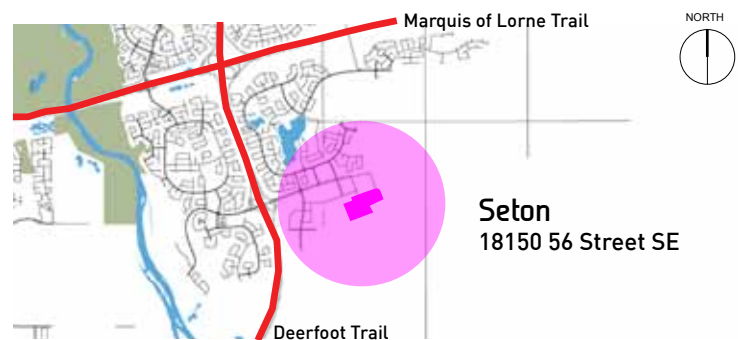 Marquis of Lorne Trail
NORTH
Seton
18150 56 Street SE
Deerfoot Trail